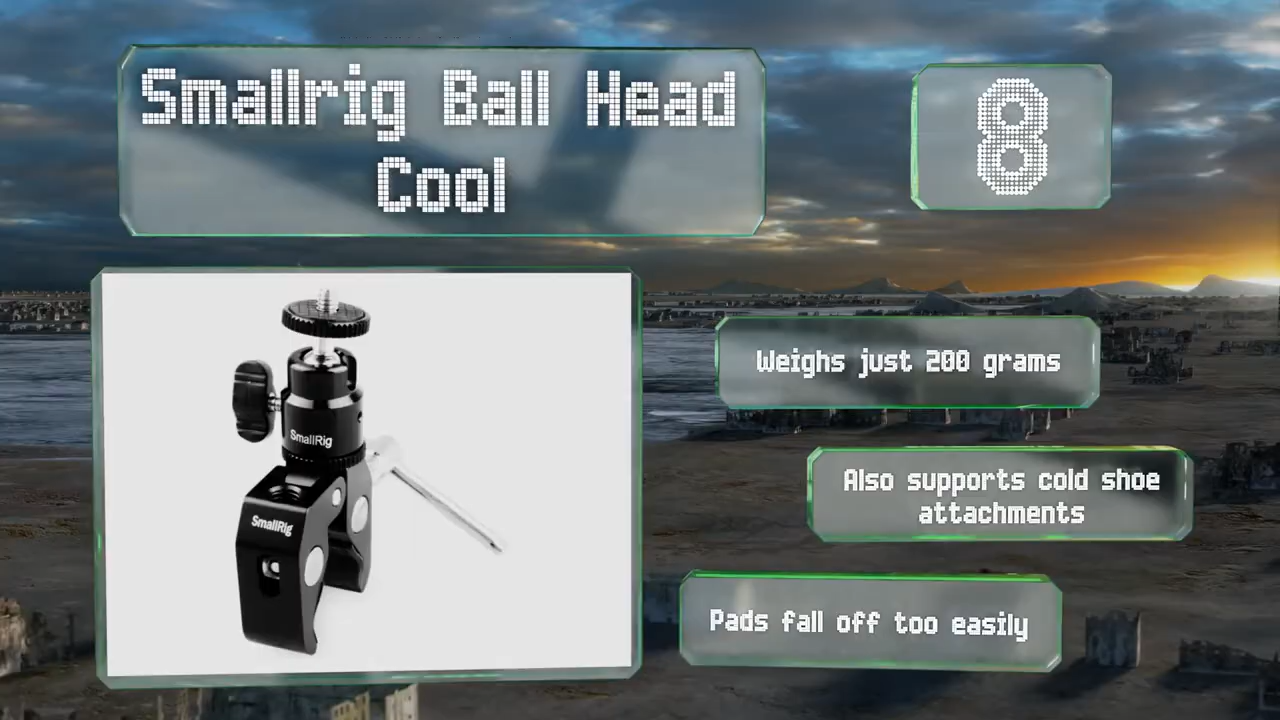 Smallrig Ball Head
Cool
8
Weighs just 200 grams
Also supports cold shoe
attachments
Pads fall off too easily
SmallRig
SmallRig